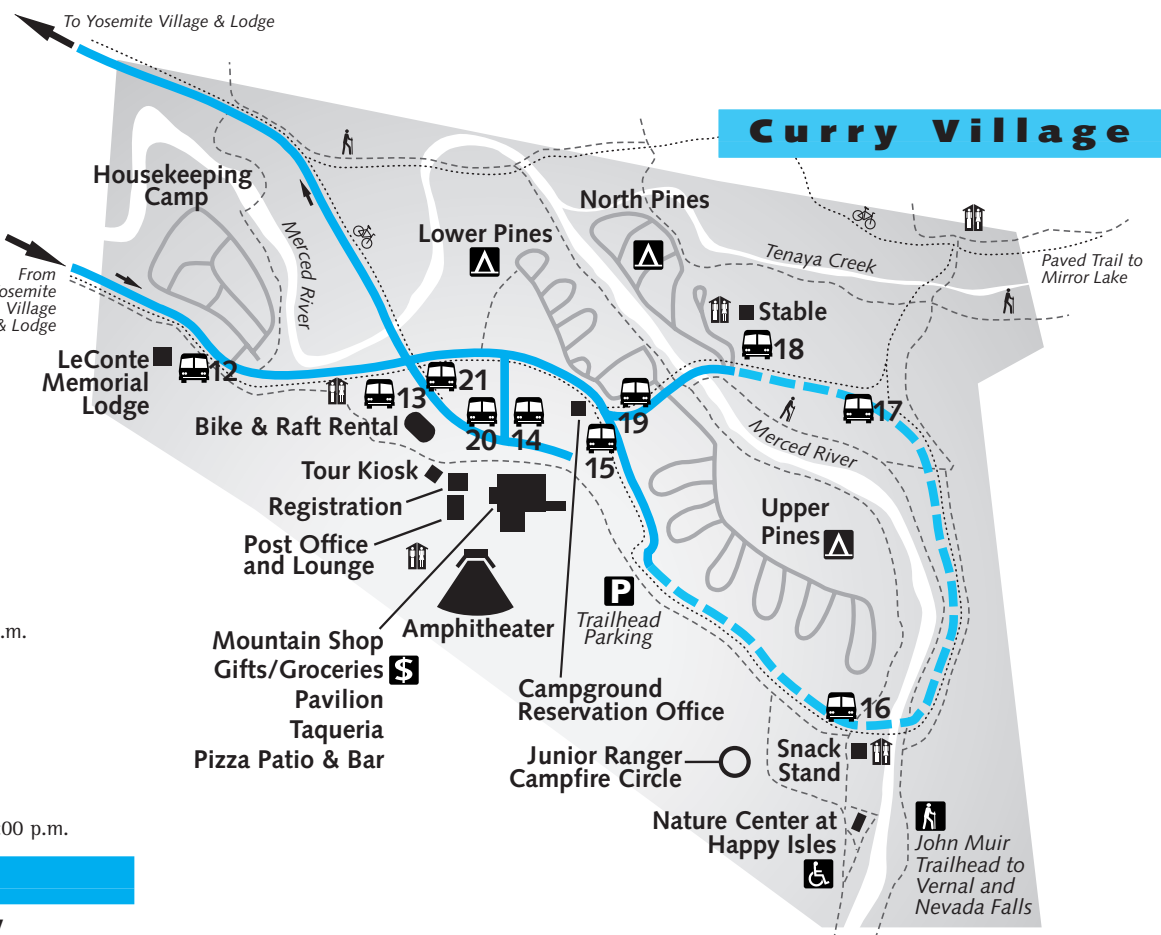 To Yosemite Village & Lodge
Curry Village
Housekeeping
Camp
Merced River
Lower Pines
North Pines
Tenaya Creek
Paved Trail to
Mirror Lake
From
osemite
Village
& Lodge
Stable
18
LeConte
Memorial
Lodge
12
13
21
20
14
19
15
17
Bike & Raft Rental
Merced River
Tour Kiosk
Registration
Post Office
and Lounge
Upper
Pines
P
Trailhead
Parking
Amphitheater
.m.
Mountain Shop
Gifts/Groceries $
Pavilion
Taqueria
Pizza Patio & Bar
Campground
Reservation Office
16
Junior Ranger
Campfire Circle
Snack
Stand
:00 p.m.
Nature Center at
Happy Isles
John Muir
Trailhead to
Vernal and
Nevada Falls